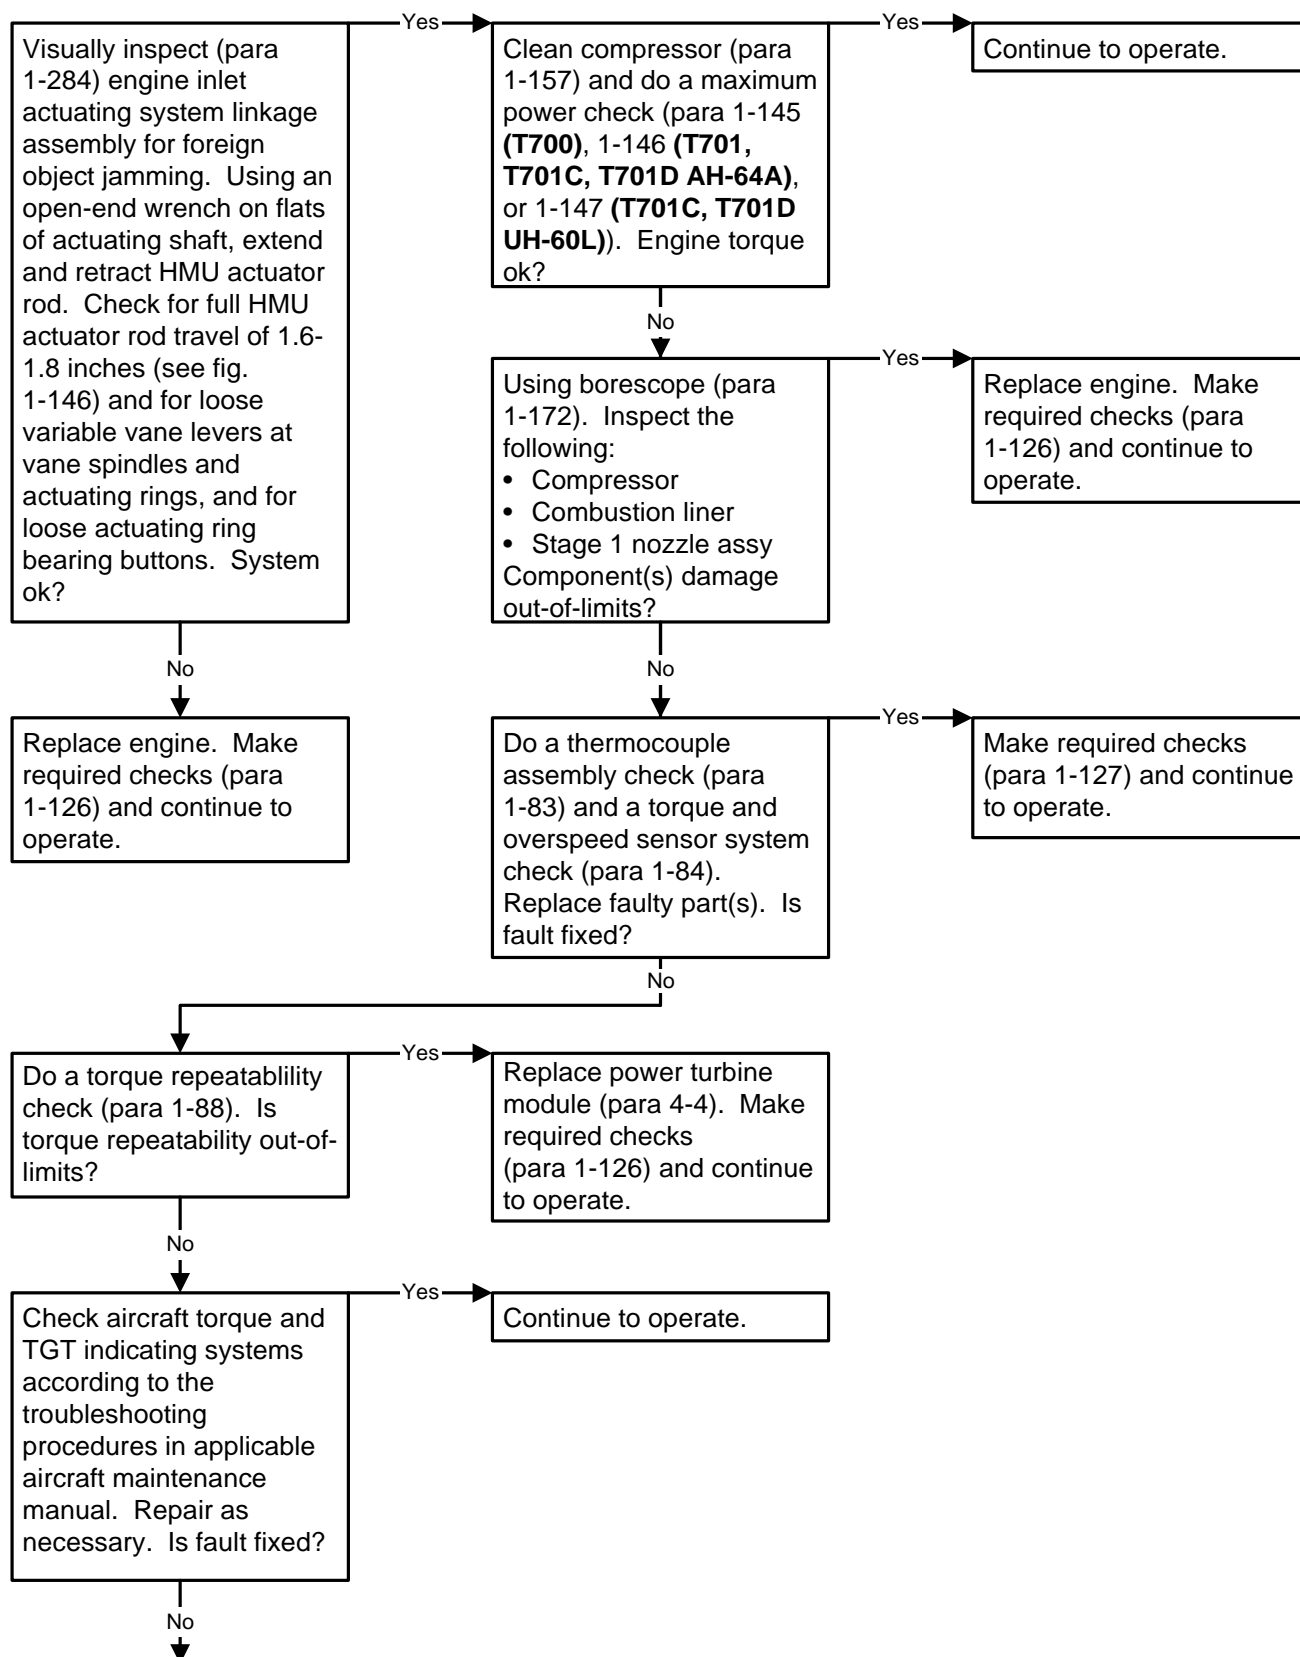 Yes
Yes
Visually inspect (para
1-284) engine inlet
actuating system linkage
assembly for foreign
object jamming.  Using an
open-end wrench on flats
of actuating shaft, extend
and retract HMU actuator
rod.  Check for full HMU
actuator rod travel of 1.6-
1.8 inches (see fig.
1-146) and for loose
variable vane levers at
vane spindles and
actuating rings, and for
loose actuating ring
bearing buttons.  System
ok?
Clean compressor (para
1-157) and do a maximum
power check (para 1-145
(T700), 1-146 (T701,
T701C, T701D AH-64A),
or 1-147 (T701C, T701D
UH-60L)).  Engine torque
ok?
Continue to operate.
No
Yes
Using borescope (para
1-172).  Inspect the
following:
• Compressor
• Combustion liner
• Stage 1 nozzle assy
Component(s) damage
out-of-limits?
Replace engine.  Make
required checks (para
1-126) and continue to
operate.
No
No
Yes
Replace engine.  Make
required checks (para
1-126) and continue to
operate.
Do a thermocouple
assembly check (para
1-83) and a torque and
overspeed sensor system
check (para 1-84).
Replace faulty part(s).  Is
fault fixed?
Make required checks
(para 1-127) and continue
to operate.
No
Yes
Do a torque repeatablility
check (para 1-88).  Is
torque repeatability out-of-
limits?
Replace power turbine
module (para 4-4).  Make
required checks
(para 1-126) and continue
to operate.
No
Yes
Check aircraft torque and
TGT indicating systems
according to the
troubleshooting
procedures in applicable
aircraft maintenance
manual.  Repair as
necessary.  Is fault fixed?
Continue to operate.
No